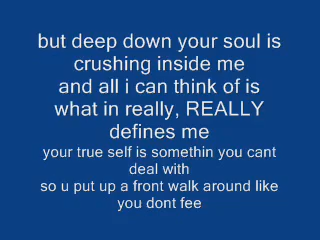 but deep down your soul is
crushing inside me
and all i can think of is
what in really, REALLY
defines me
your true self is somethin you cant
deal with
so u put up a front walk around like
you dont fee